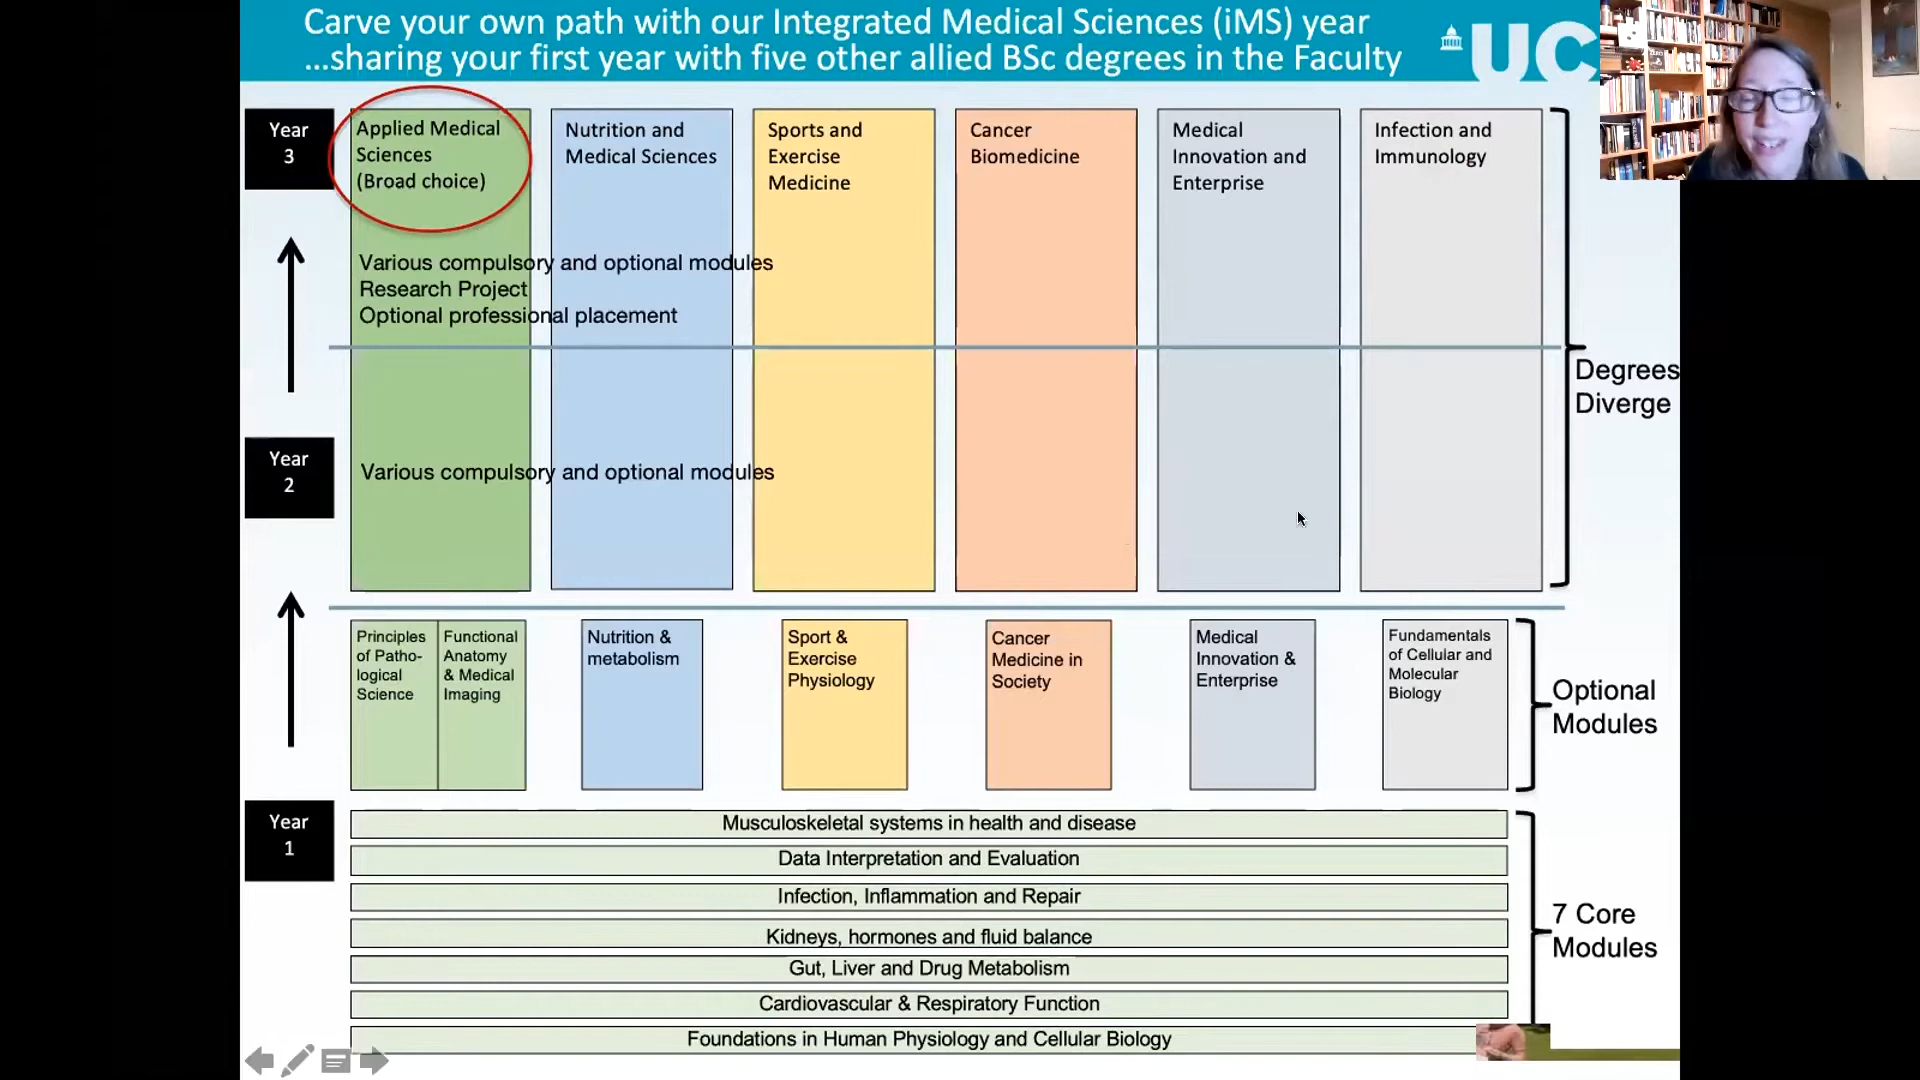 Carve your own path with our Integrated Medical Sciences (iMS) year
...sharing your first year with five other allied BSc degrees in the Faculty
UC
Year
3
Applied Medical
Sciences
(Broad choice)
Nutrition and
Medical Sciences
Sports and
Exercise
Medicine
Cancer
Biomedicine
Medical
Innovation and
Enterprise
Infection and
Immunology
Various compulsory and optional modules
Research Project
Optional professional placement
Degrees
Diverge
Year
2
Various compulsory and optional modules
Principles
of Patho-
logical
Science
Functional
Anatomy
& Medical
Imaging
Nutrition &
metabolism
Sport &
Exercise
Physiology
Cancer
Medicine in
Society
Medical
Innovation &
Enterprise
Fundamentals
of Cellular and
Molecular
Biology
Optional
Modules
Year
1
Musculoskeletal systems in health and disease
Data Interpretation and Evaluation
Infection, Inflammation and Repair
Kidneys, hormones and fluid balance
Gut, Liver and Drug Metabolism
Cardiovascular & Respiratory Function
Foundations in Human Physiology and Cellular Biology
7 Core
Modules